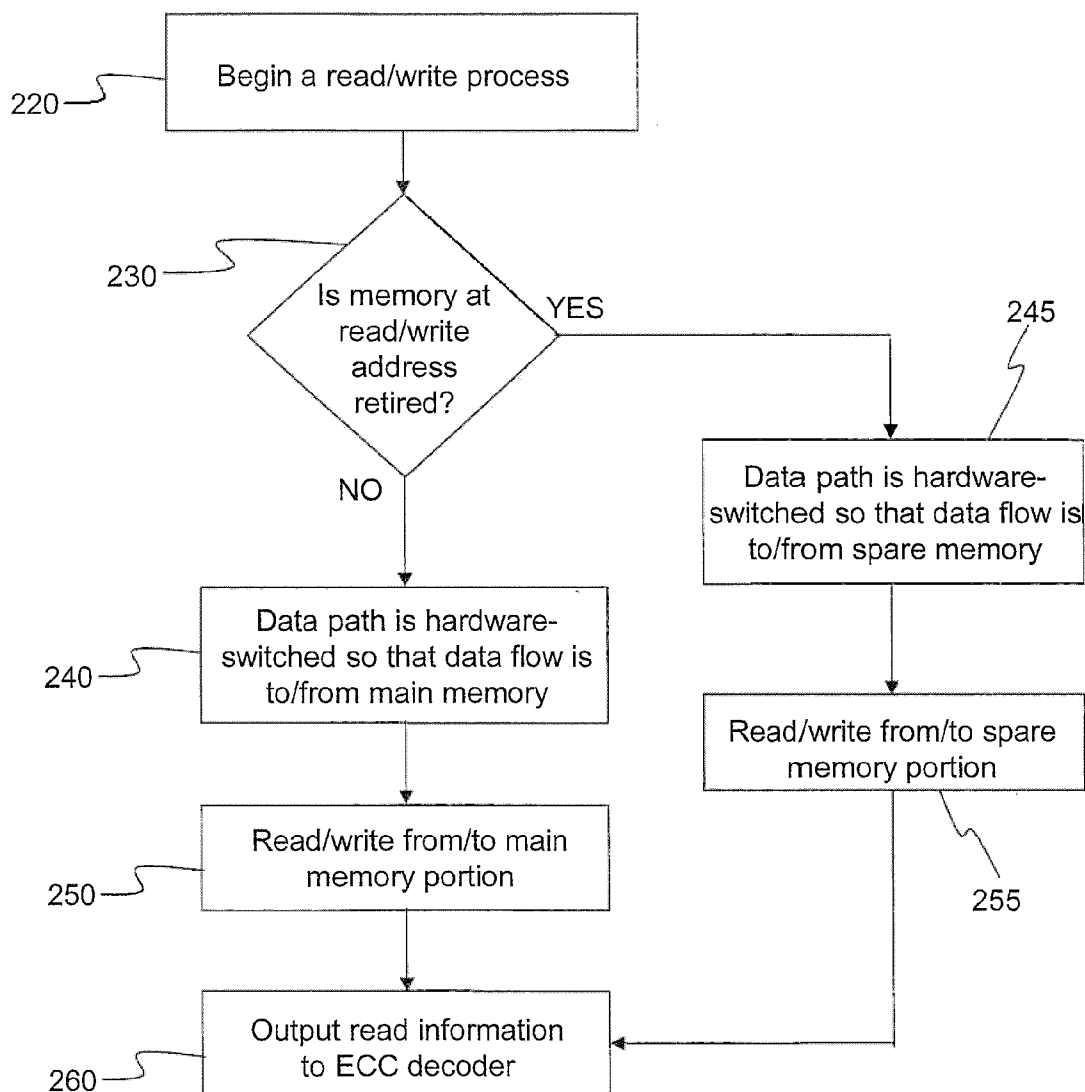 Begin a read/write process
220
230
Is memory at
read/write
address
retired?
YES
NO
245
Data path is hardware-
switched so that data flow is
to/from spare memory
Data path is hardware-
switched so that data flow is
to/from main memory
240
Read/write from/to spare
memory portion
255
Read/write from/to main
memory portion
250
Output read information
to ECC decoder
260